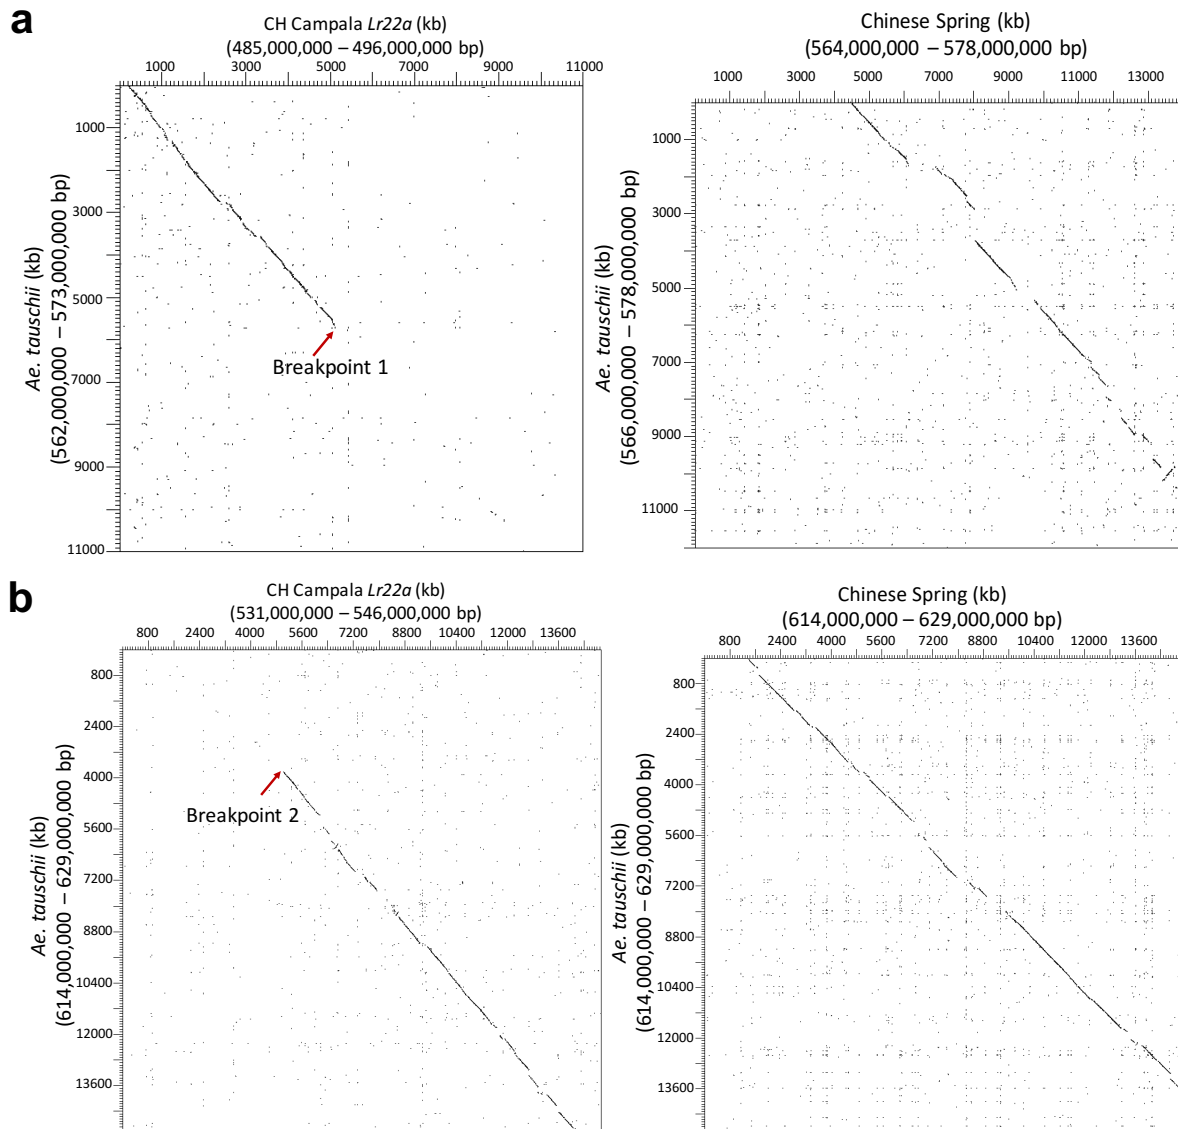 a
CH Campala Lr22a (kb)
(485,000,000 – 496,000,000 bp)
1000 3000 5000 7000 9000 11000
Ae. tauschii (kb)
(562,000,000 – 573,000,000 bp)
1000
3000
5000
7000
9000
11000
Breakpoint 1
Chinese Spring (kb)
(564,000,000 – 578,000,000 bp)
1000 3000 5000 7000 9000 11000 13000
Ae. tauschii (kb)
(566,000,000 – 578,000,000 bp)
1000
3000
5000
7000
9000
11000
b
CH Campala Lr22a (kb)
(531,000,000 – 546,000,000 bp)
800 2400 4000 5600 7200 8800 10400 12000 13600
Ae. tauschii (kb)
(614,000,000 – 629,000,000 bp)
800
2400
4000
5600
7200
8800
10400
12000
13600
Breakpoint 2
Chinese Spring (kb)
(614,000,000 – 629,000,000 bp)
800 2400 4000 5600 7200 8800 10400 12000 13600
Ae. tauschii (kb)
(614,000,000 – 629,000,000 bp)
800
2400
4000
5600
7200
8800
10400
12000
13600